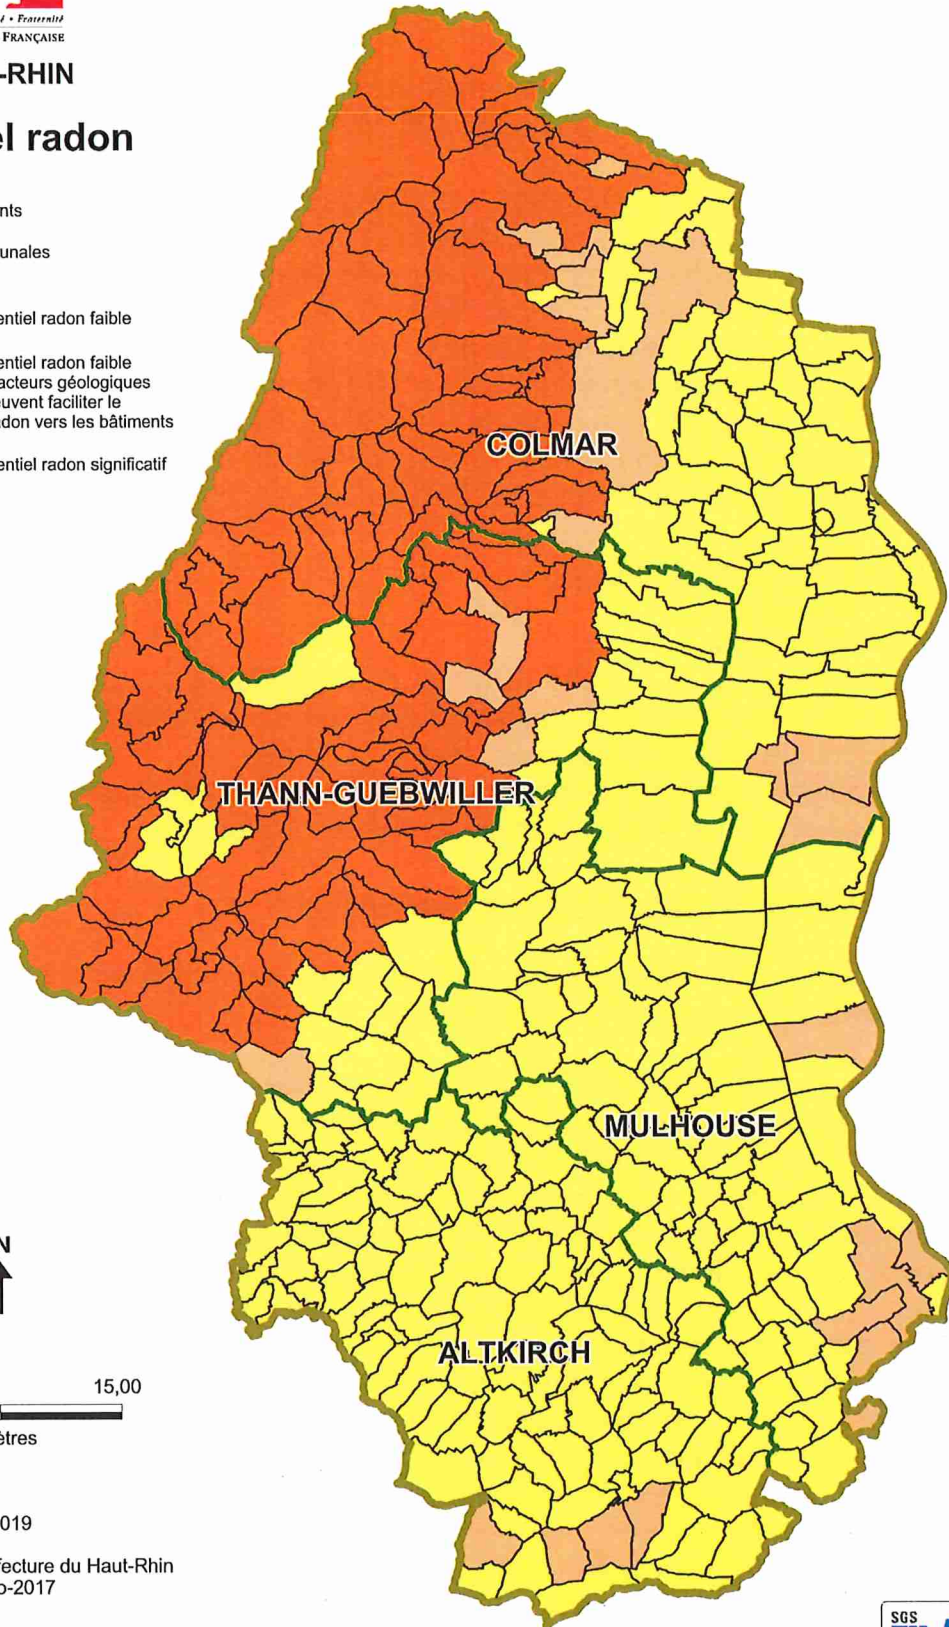 é • Fraternité
FRANÇAISE
-RHIN
el radon
nts
unales
entiel radon faible
entiel radon faible
acteurs géologiques
euvent faciliter le
adon vers les bâtiments
entiel radon significatif
COLMAR
THANN-GUEBWILLER
MULHOUSE
ALTKIRCH
N
15,00
ètres
019
fecture du Haut-Rhin
o-2017
SGS